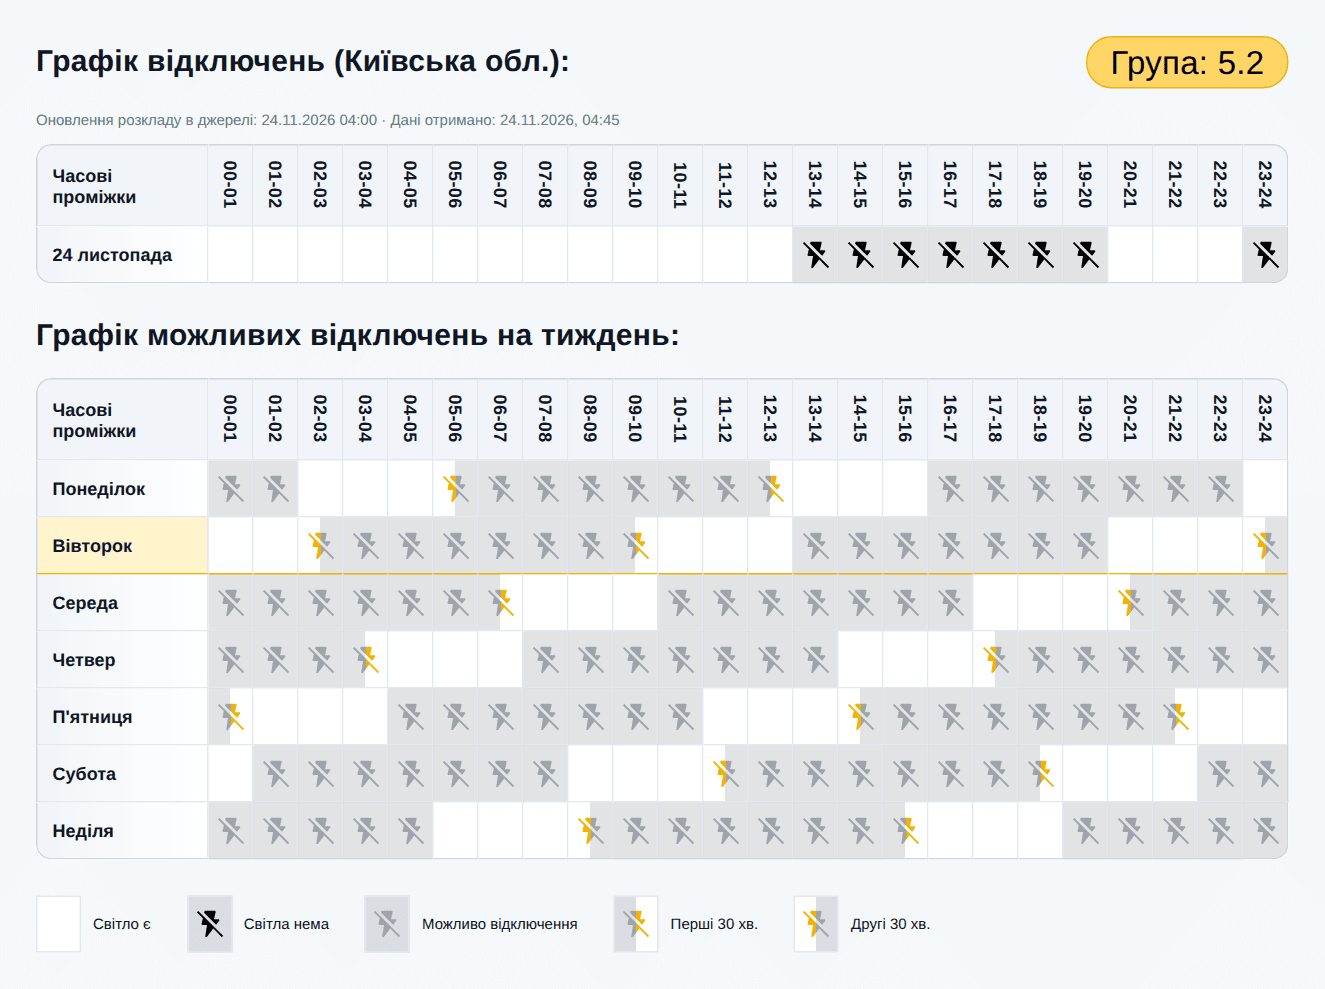 Графік відключень (Київська обл.):
Група: 5.2
Оновлення розкладу в джерелі: 24.11.2026 04:00 · Дані отримано: 24.11.2026, 04:45
Часові
проміжки
00-01 01-02 02-03 03-04 04-05 05-06 06-07 07-08 08-09 09-10 10-11 11-12 12-13 13-14 14-15 15-16 16-17 17-18 18-19 19-20 20-21 21-22 22-23 23-24
24 листопада
Графік можливих відключень на тиждень:
Часові
проміжки
00-01 01-02 02-03 03-04 04-05 05-06 06-07 07-08 08-09 09-10 10-11 11-12 12-13 13-14 14-15 15-16 16-17 17-18 18-19 19-20 20-21 21-22 22-23 23-24
Понеділок
Вівторок
Середа
Четвер
П'ятниця
Субота
Неділя
Світло є
Світла нема
Можливо відключення
Перші 30 хв.
Другі 30 хв.